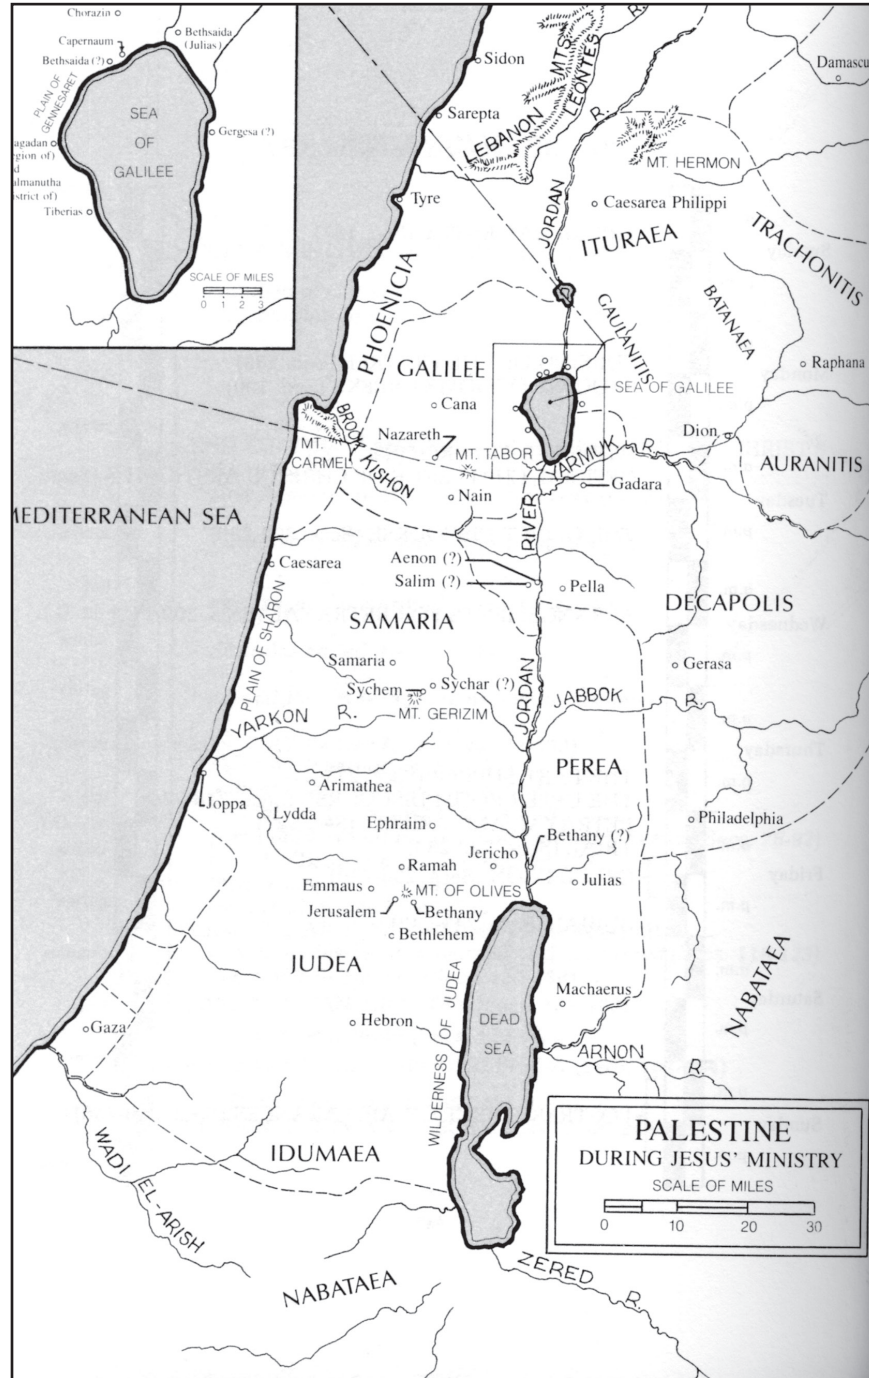 Chorazin
Capernaum
Bethsaida (?)
Bethsaida
(Julias)
PLAIN OF
GENNESARET
SEA
OF
GALILEE
Gergesa (?)
agadan
egion of)
d
almanutha
istrict of)
Tiberias
SCALE OF MILES
0 1 2 3
Sidon
Sarepta
LEBANON MTS.
LEONTES R.
Damascu
R.
MT. HERMON
Tyre
JORDAN
Caesarea Philippi
ITURAEA
TRACHONITIS
PHOENICIA
GAULANITIS
BATANAEA
GALILEE
SEA OF GALILEE
Raphana
Cana
BROOK KISHON
MT.
CARMEL
Nazareth
MT. TABOR
YARMUK R.
Dion
AURANITIS
Nain
Gadara
MEDITERRANEAN SEA
RIVER
Caesarea
Aenon (?)
Salim (?)
Pella
PLAIN OF SHARON
SAMARIA
DECAPOLIS
Samaria
Gerasa
Sychem
Sychar (?)
MT. GERIZIM
JORDAN
JABBOK R.
YARKON R.
PEREA
Joppa
Arimathea
Lydda
Ephraim
Philadelphia
Bethany (?)
Ramah
Jericho
Emmaus
MT. OF OLIVES
Julias
Jerusalem
Bethany
Bethlehem
JUDEA
WILDERNESS OF JUDEA
NABATAEA
Machaerus
Gaza
Hebron
DEAD
SEA
ARNON R.
IDUMAEA
WADI EL-ARISH
PALESTINE
DURING JESUS' MINISTRY
SCALE OF MILES
0 10 20 30
NABATAEA
ZERED R.